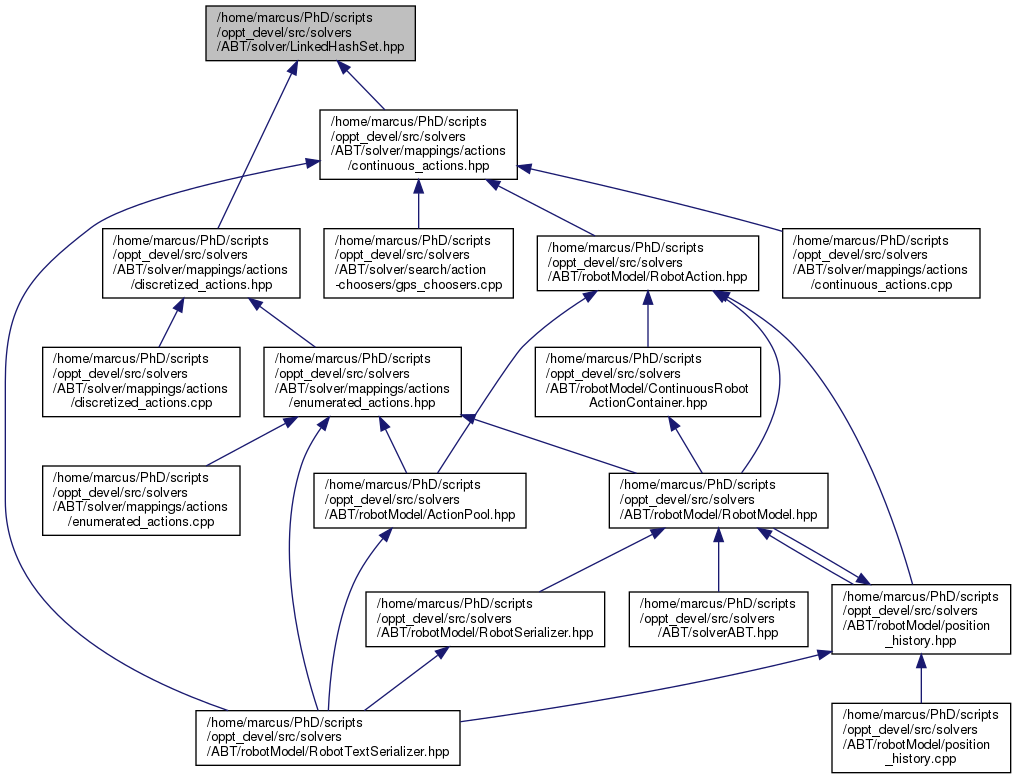 /home/marcus/PhD/scripts
/oppt_devel/src/solvers
/ABT/solver/LinkedHashSet.hpp
/home/marcus/PhD/scripts
/oppt_devel/src/solvers
/ABT/solver/mappings/actions
/continuous_actions.hpp
/home/marcus/PhD/scripts
/oppt_devel/src/solvers
/ABT/solver/mappings/actions
/discretized_actions.hpp
/home/marcus/PhD/scripts
/oppt_devel/src/solvers
/ABT/solver/search/action
-choosers/gps_choosers.cpp
/home/marcus/PhD/scripts
/oppt_devel/src/solvers
/ABT/robotModel/RobotAction.hpp
/home/marcus/PhD/scripts
/oppt_devel/src/solvers
/ABT/solver/mappings/actions
/continuous_actions.cpp
/home/marcus/PhD/scripts
/oppt_devel/src/solvers
/ABT/solver/mappings/actions
/discretized_actions.cpp
/home/marcus/PhD/scripts
/oppt_devel/src/solvers
/ABT/solver/mappings/actions
/enumerated_actions.hpp
/home/marcus/PhD/scripts
/oppt_devel/src/solvers
/ABT/robotModel/ContinuousRobot
ActionContainer.hpp
/home/marcus/PhD/scripts
/oppt_devel/src/solvers
/ABT/solver/mappings/actions
/enumerated_actions.cpp
/home/marcus/PhD/scripts
/oppt_devel/src/solvers
/ABT/robotModel/ActionPool.hpp
/home/marcus/PhD/scripts
/oppt_devel/src/solvers
/ABT/robotModel/RobotModel.hpp
/home/marcus/PhD/scripts
/oppt_devel/src/solvers
/ABT/robotModel/RobotSerializer.hpp
/home/marcus/PhD/scripts
/oppt_devel/src/solvers
/ABT/solverABT.hpp
/home/marcus/PhD/scripts
/oppt_devel/src/solvers
/ABT/robotModel/position
_history.hpp
/home/marcus/PhD/scripts
/oppt_devel/src/solvers
/ABT/robotModel/RobotTextSerializer.hpp
/home/marcus/PhD/scripts
/oppt_devel/src/solvers
/ABT/robotModel/position
_history.cpp